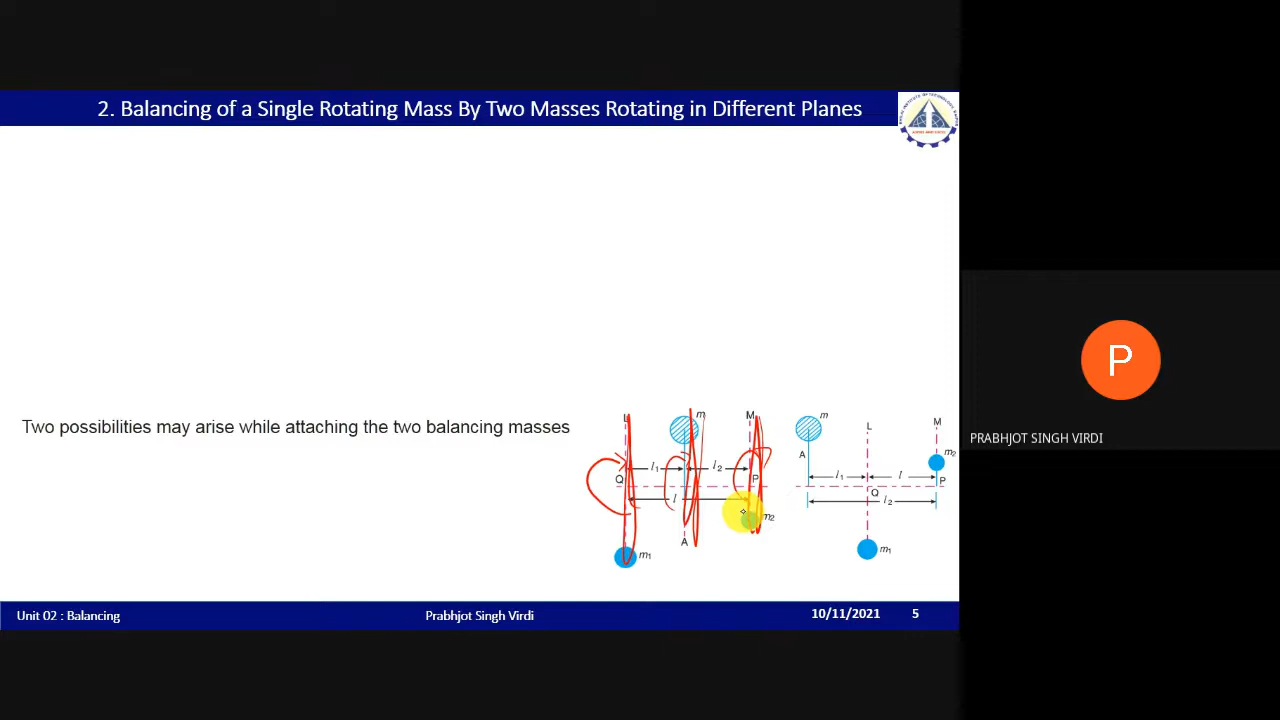 2. Balancing of a Single Rotating Mass By Two Masses Rotating in Different Planes
Two possibilities may arise while attaching the two balancing masses
L m M
l1 l2
Q P
l
m2
A
m1
m L M
A m2
l1 l P
Q
l2
m1
P
PRABHJOT SINGH VIRDI
Unit 02 : Balancing Prabhjot Singh Virdi 10/11/2021 5